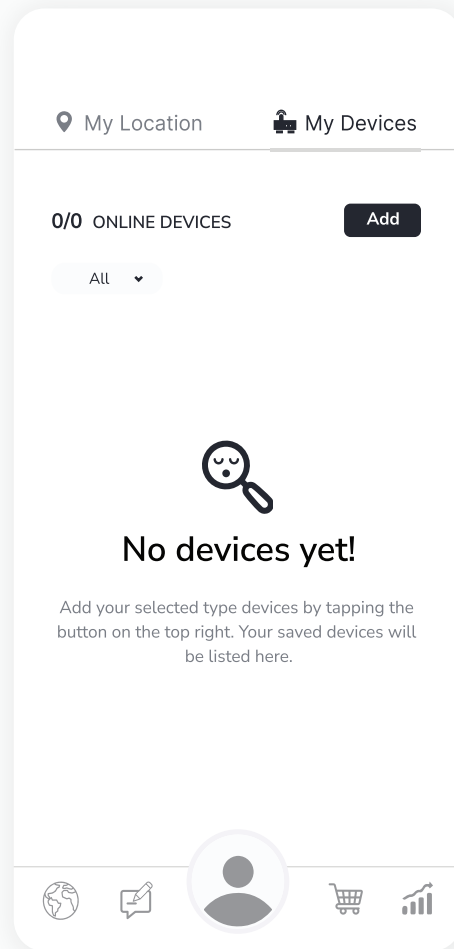 My Location
My Devices
0/0 ONLINE DEVICES
Add
All
No devices yet!
Add your selected type devices by tapping the
button on the top right. Your saved devices will
be listed here.